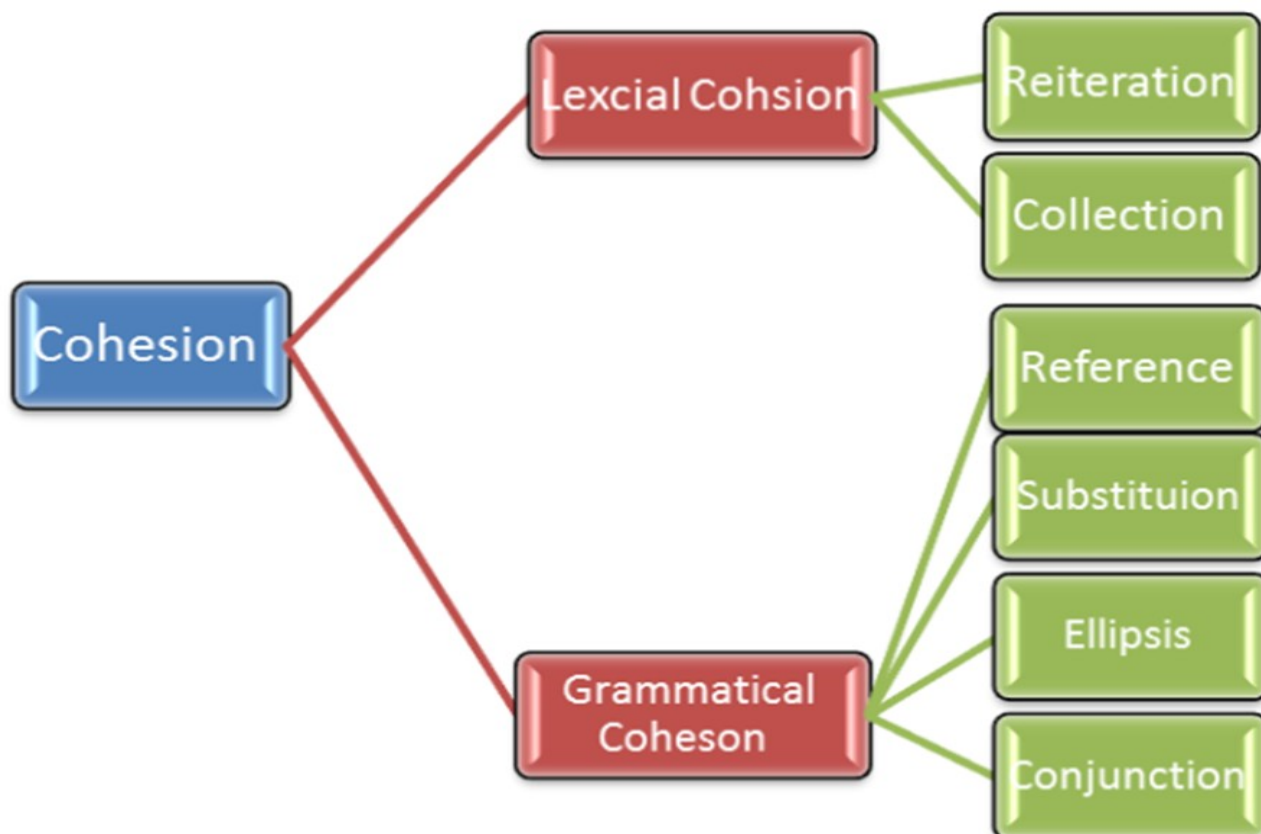 Cohesion
Lexcial Cohsion
Reiteration
Collection
Grammatical
Coheson
Reference
Substituion
Ellipsis
Conjunction